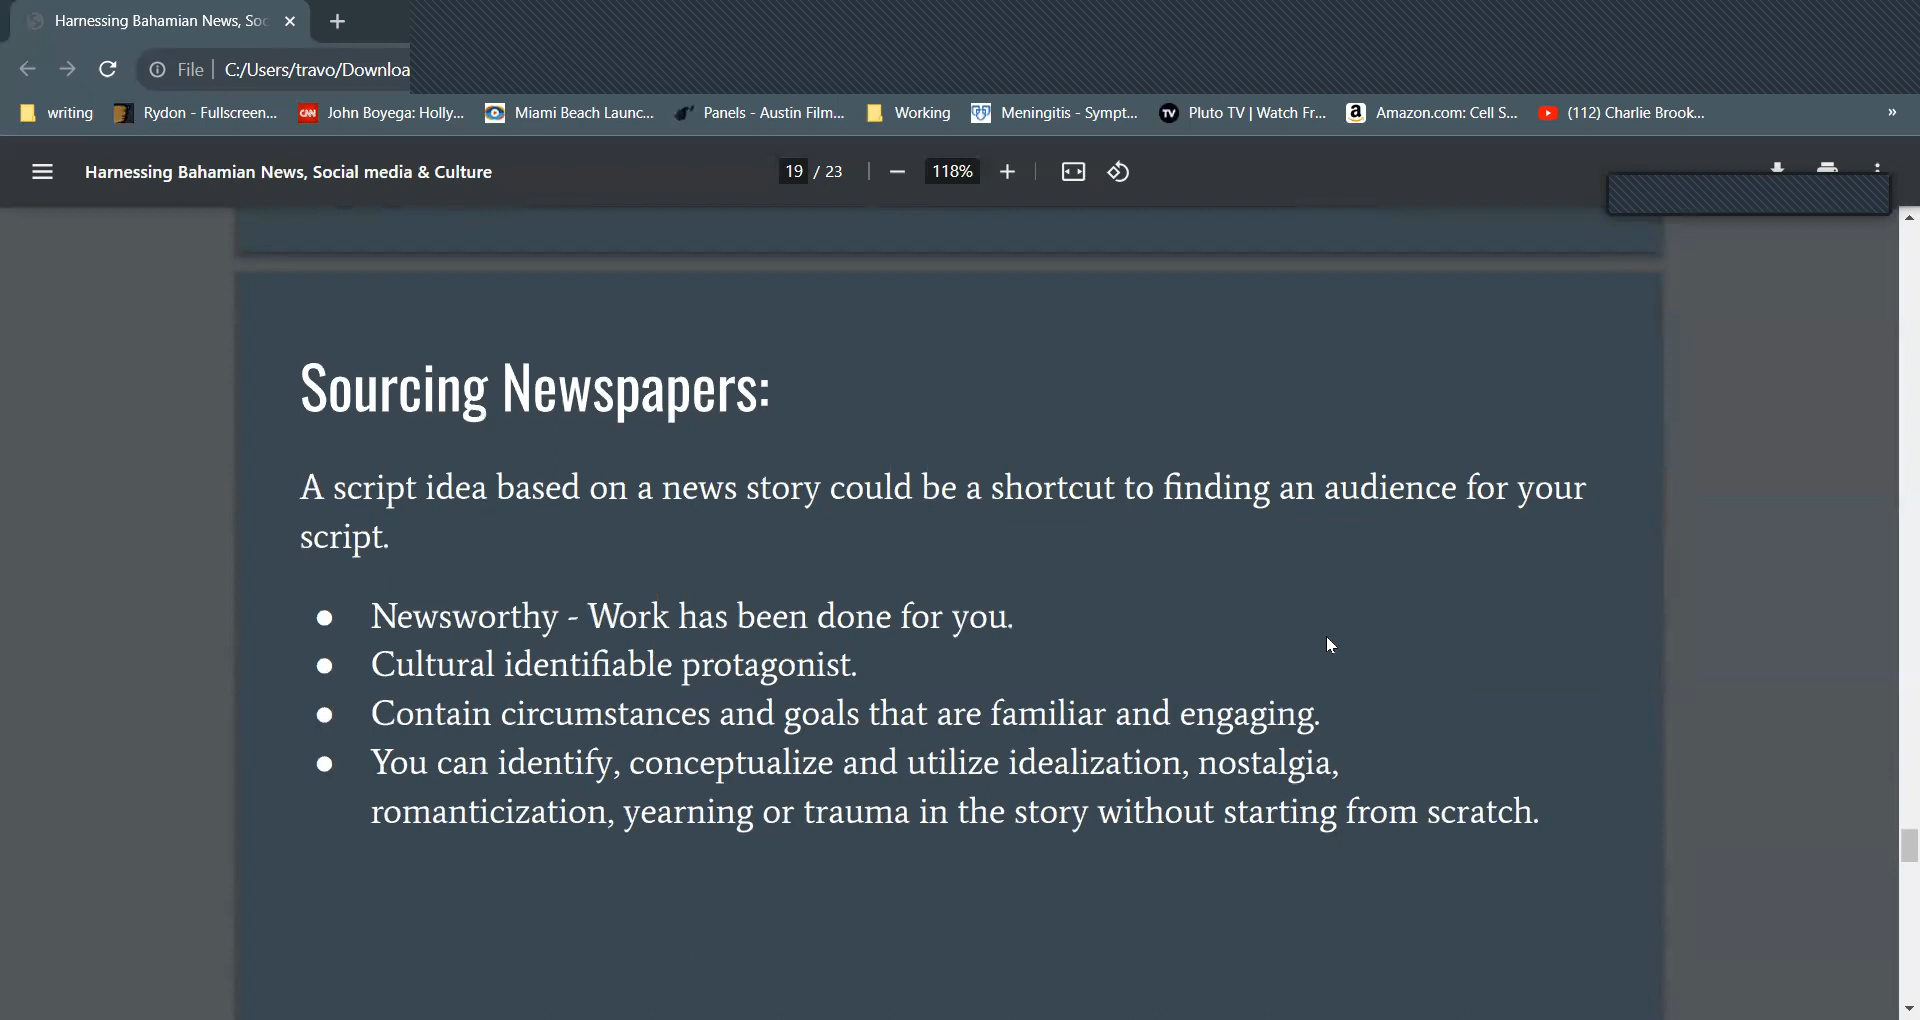 Harnessing Bahamian News, Soc
File
C:/Users/travo/Downloa
writing
Rydon - Fullscreen...
CNN
John Boyega: Holly...
Miami Beach Launc...
Panels - Austin Film...
Working
Meningitis - Sympt...
TV
Pluto TV | Watch Fr...
a
Amazon.com: Cell S...
(112) Charlie Brook...
»
Harnessing Bahamian News, Social media & Culture
19 / 23
118%
Sourcing Newspapers:
A script idea based on a news story could be a shortcut to finding an audience for your
script.
● Newsworthy - Work has been done for you.
● Cultural identifiable protagonist.
● Contain circumstances and goals that are familiar and engaging.
● You can identify, conceptualize and utilize idealization, nostalgia,
romanticization, yearning or trauma in the story without starting from scratch.